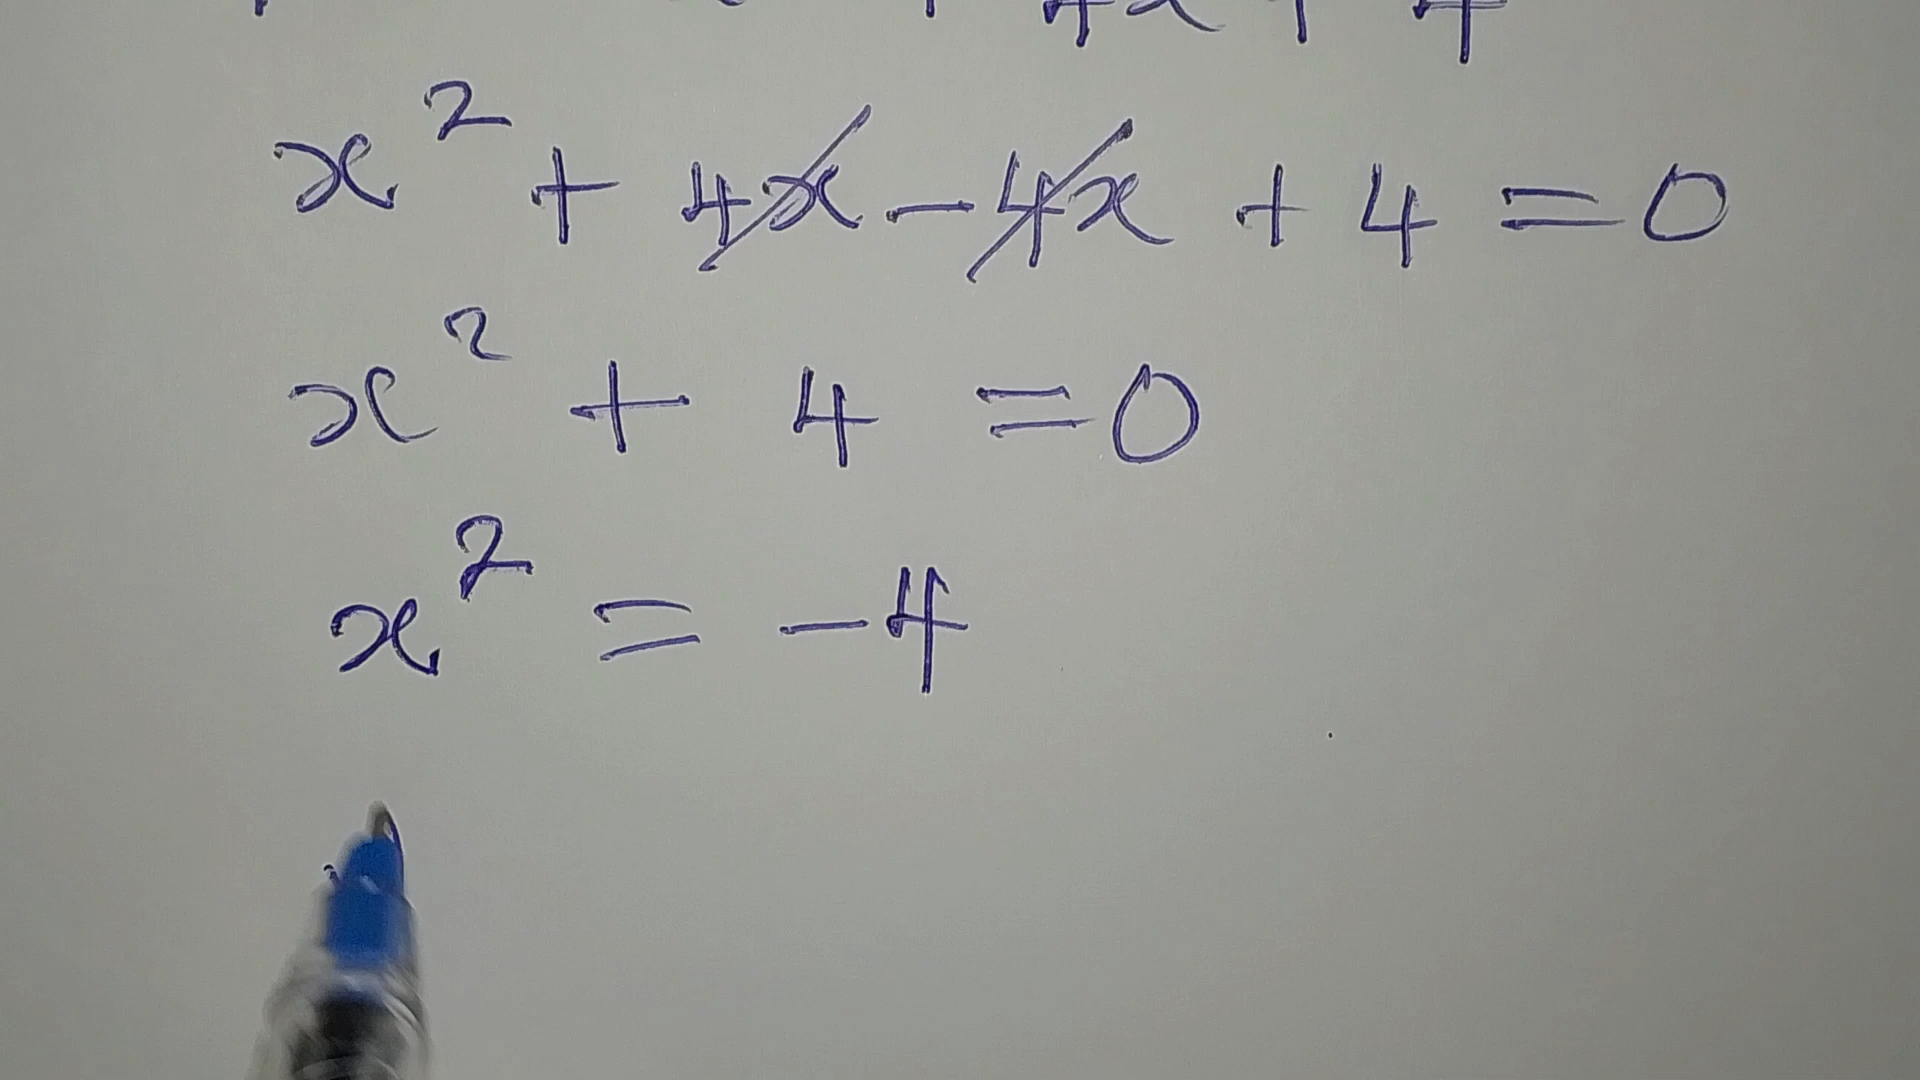 x² + 4x - 4x + 4 = 0
x² + 4 = 0
x² = -4